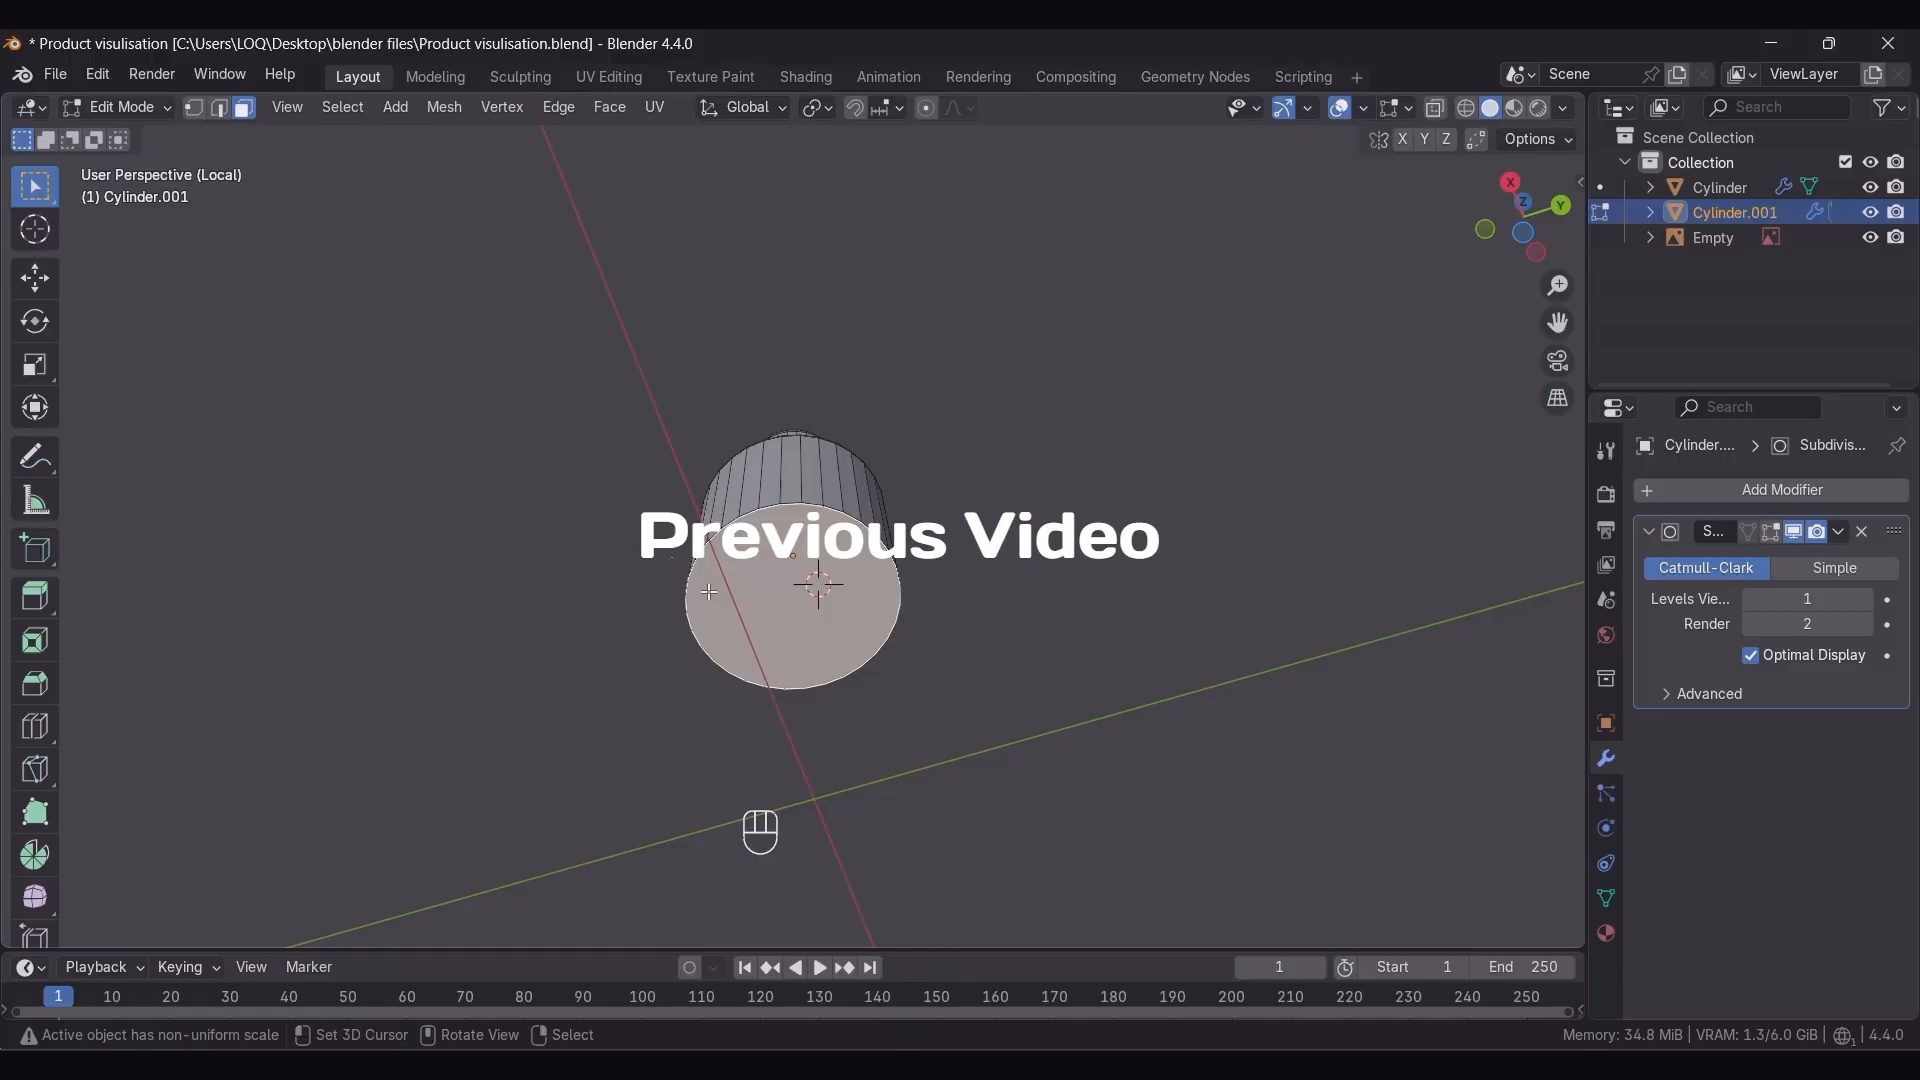 * Product visulisation [C:\Users\LOQ\Desktop\blender files\Product visulisation.blend] - Blender 4.4.0
File Edit Render Window Help Layout Modeling Sculpting UV Editing Texture Paint Shading Animation Rendering Compositing Geometry Nodes Scripting + Scene ViewLayer
Edit Mode View Select Add Mesh Vertex Edge Face UV Global Search
X Y Z Options
Scene Collection
Collection
Cylinder
Cylinder.001
Empty
User Perspective (Local)
(1) Cylinder.001
X
Y
Z
Previous Video
Search
Cylinder.... > Subdivis...
+ Add Modifier
S...
Catmull-Clark Simple
Levels Vie... 1
Render 2
Optimal Display
Advanced
Playback Keying View Marker 1 Start 1 End 250
1 10 20 30 40 50 60 70 80 90 100 110 120 130 140 150 160 170 180 190 200 210 220 230 240 250
Active object has non-uniform scale Set 3D Cursor Rotate View Select Memory: 34.8 MiB | VRAM: 1.3/6.0 GiB | 1 | 4.4.0